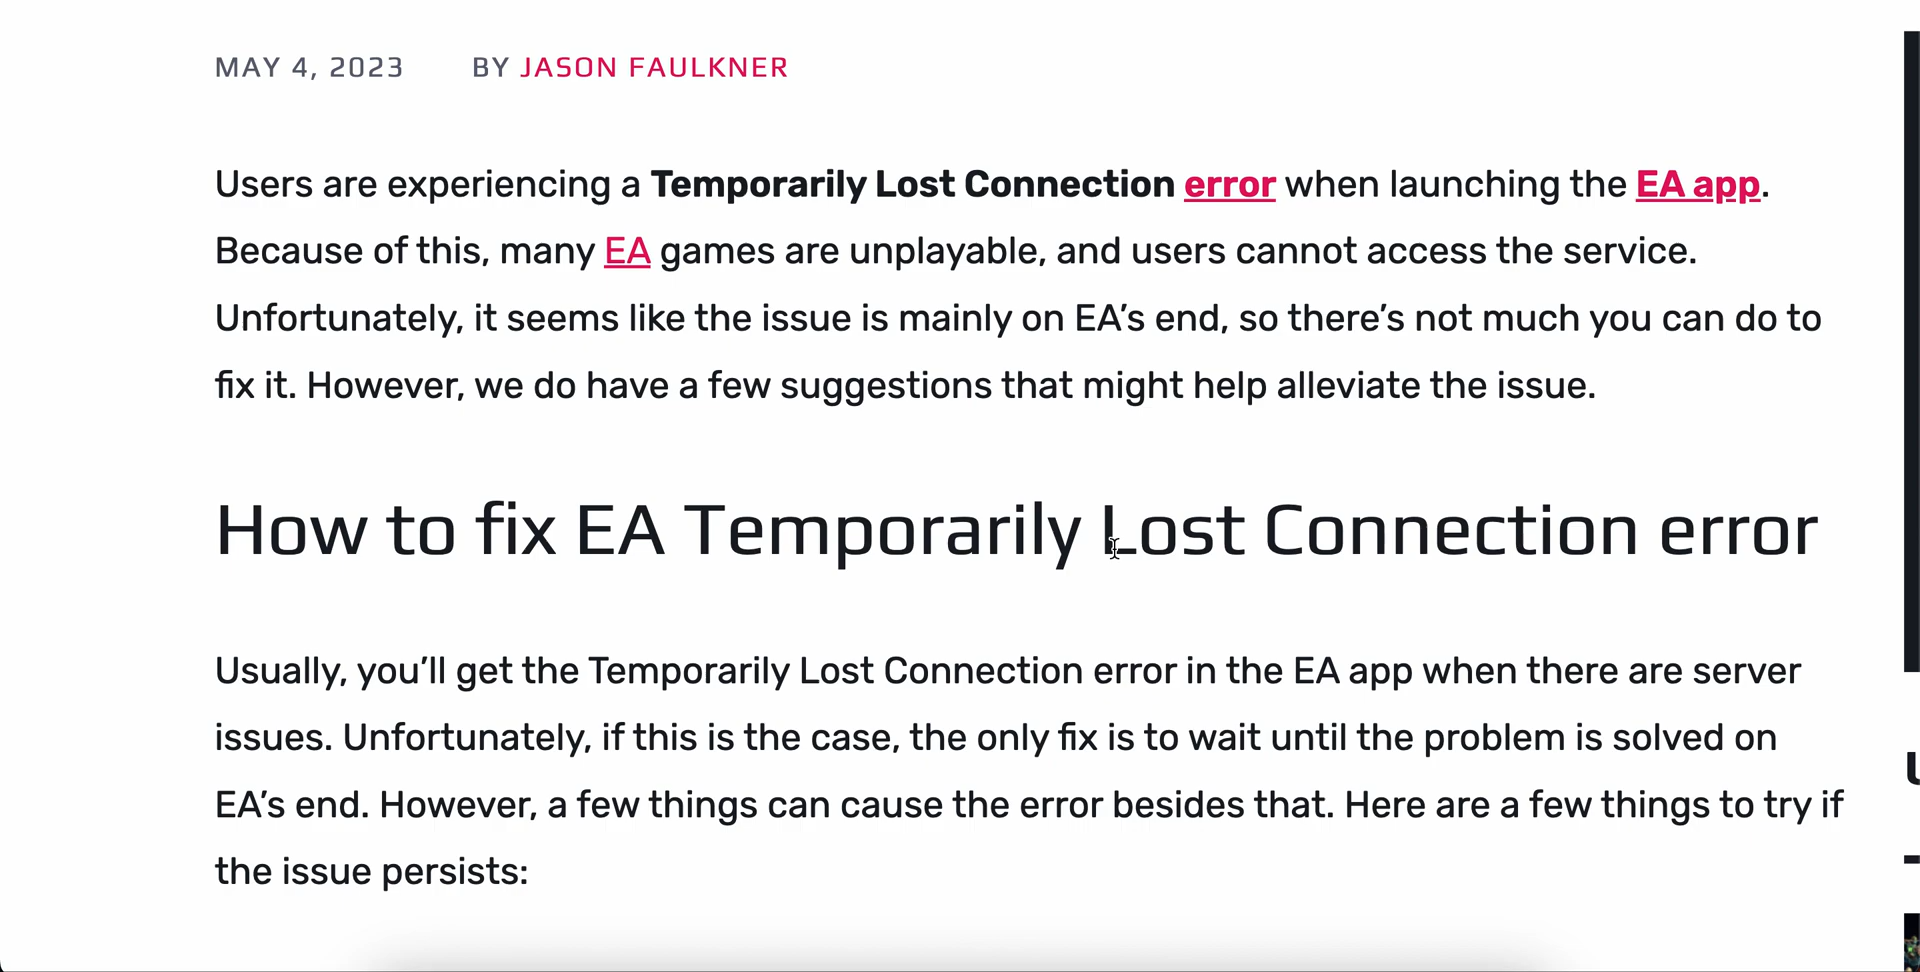 MAY 4, 2023 BY JASON FAULKNER
Users are experiencing a Temporarily Lost Connection error when launching the EA app.
Because of this, many EA games are unplayable, and users cannot access the service.
Unfortunately, it seems like the issue is mainly on EA’s end, so there’s not much you can do to
fix it. However, we do have a few suggestions that might help alleviate the issue.
How to fix EA Temporarily Lost Connection error
Usually, you’ll get the Temporarily Lost Connection error in the EA app when there are server
issues. Unfortunately, if this is the case, the only fix is to wait until the problem is solved on
EA’s end. However, a few things can cause the error besides that. Here are a few things to try if
the issue persists: